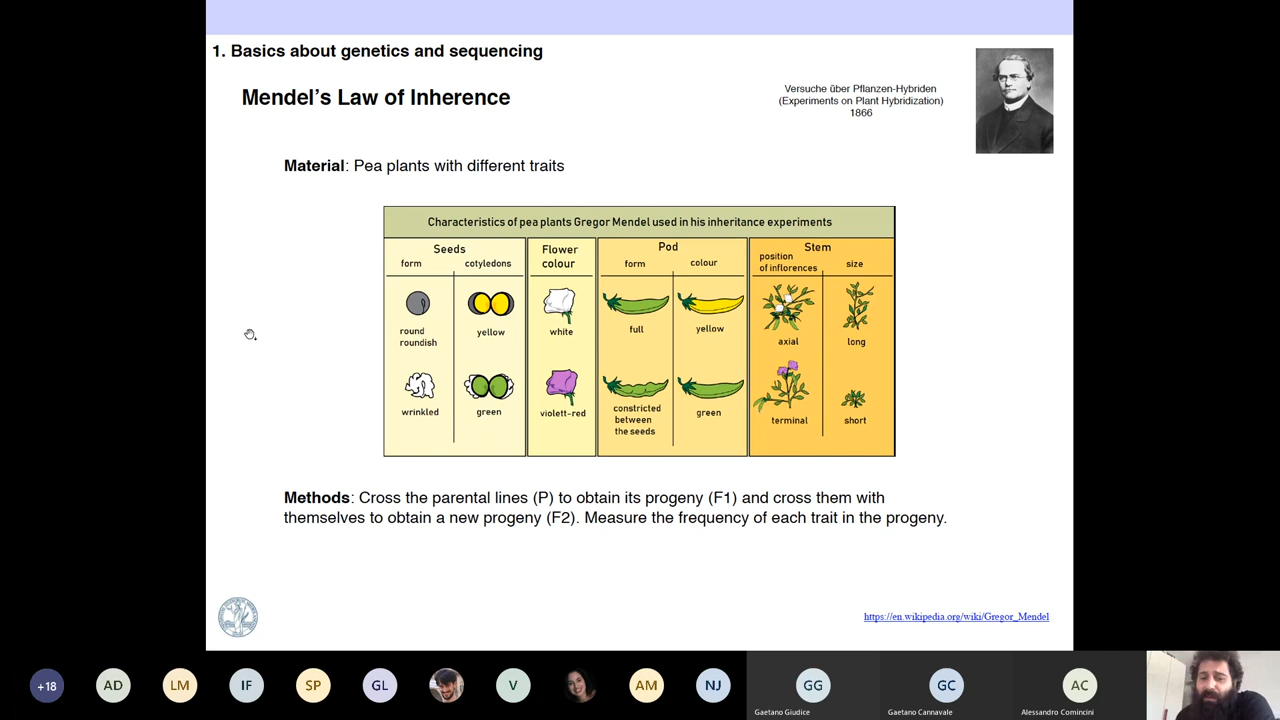 1. Basics about genetics and sequencing
Mendel's Law of Inherence
Versuche über Pflanzen-Hybriden
(Experiments on Plant Hybridization)
1866
Material: Pea plants with different traits
Characteristics of pea plants Gregor Mendel used in his inheritance experiments
Seeds
form
cotyledons
round
roundish
yellow
wrinkled
green
Flower
colour
white
violett-red
Pod
form
colour
full
yellow
constricted
between
the seeds
green
Stem
position
of inflorences
size
axial
long
terminal
short
Methods: Cross the parental lines (P) to obtain its progeny (F1) and cross them with
themselves to obtain a new progeny (F2). Measure the frequency of each trait in the progeny.
https://en.wikipedia.org/wiki/Gregor_Mendel
+18
AD
LM
IF
SP
GL
V
AM
NJ
GG
Gaetano Giudice
GC
Gaetano Cannavale
AC
Alessandro Comincini